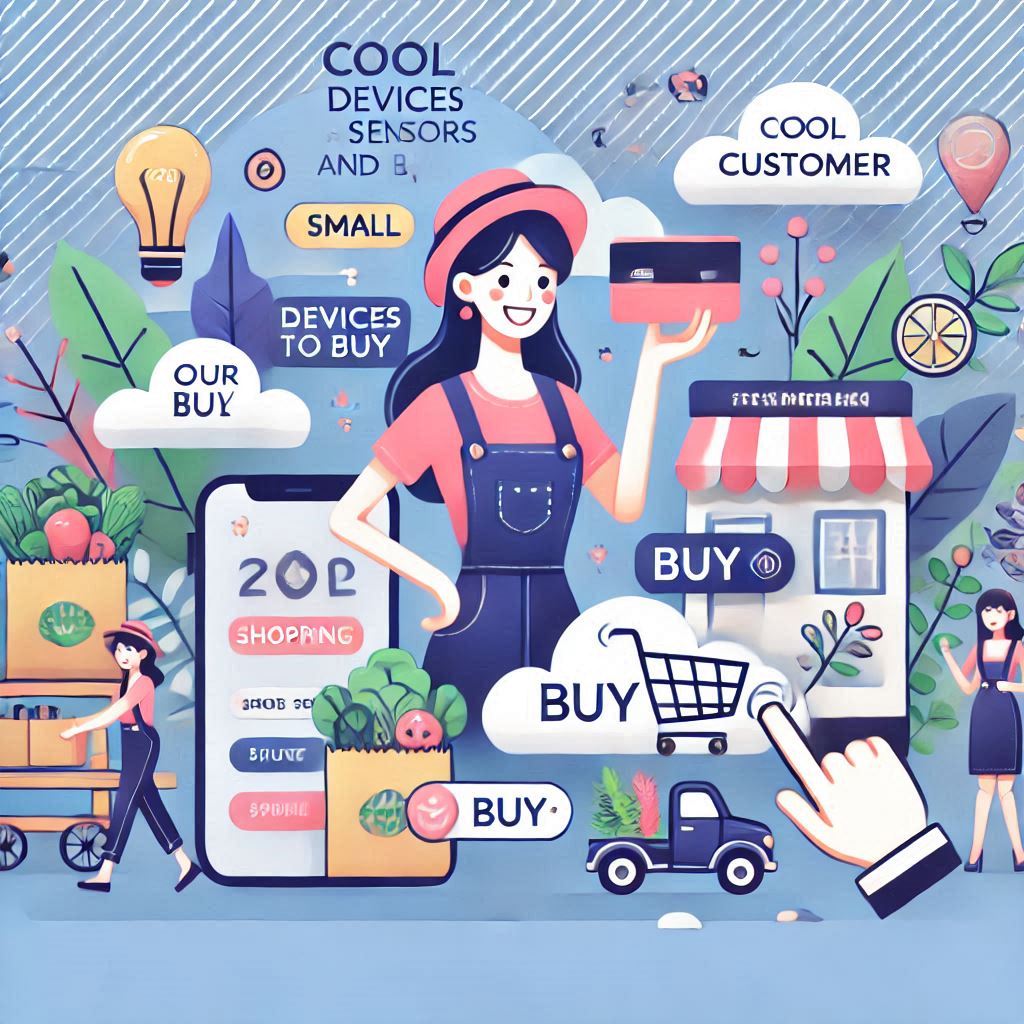 COOL
DEVICES
SENSORS
AND B
COOL
CUSTOMER
SMALL
DEVICES
TO BUY
OUR
BUY
BUY
SHOPPING
BUY
BUY